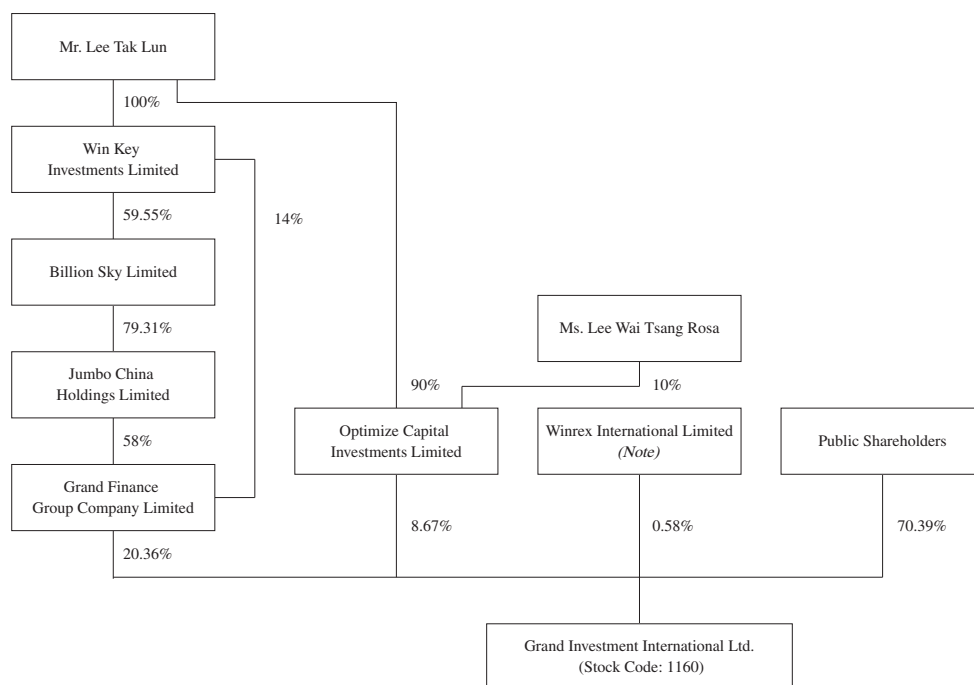 Mr. Lee Tak Lun
100%
Win Key
Investments Limited
59.55%
14%
Billion Sky Limited
79.31%
Ms. Lee Wai Tsang Rosa
Jumbo China
Holdings Limited
90%
10%
58%
Optimize Capital
Investments Limited
Winrex International Limited
(Note)
Public Shareholders
Grand Finance
Group Company Limited
20.36%
8.67%
0.58%
70.39%
Grand Investment International Ltd.
(Stock Code: 1160)